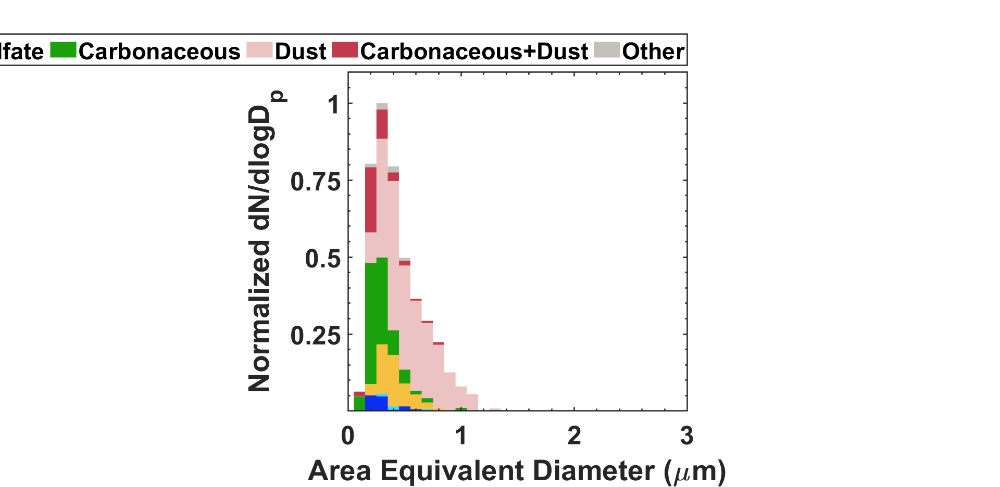 lfate Carbonaceous Dust Carbonaceous+Dust Other
Normalized dN/dlogDp
1
0.75
0.5
0.25
0 1 2 3
Area Equivalent Diameter (μm)